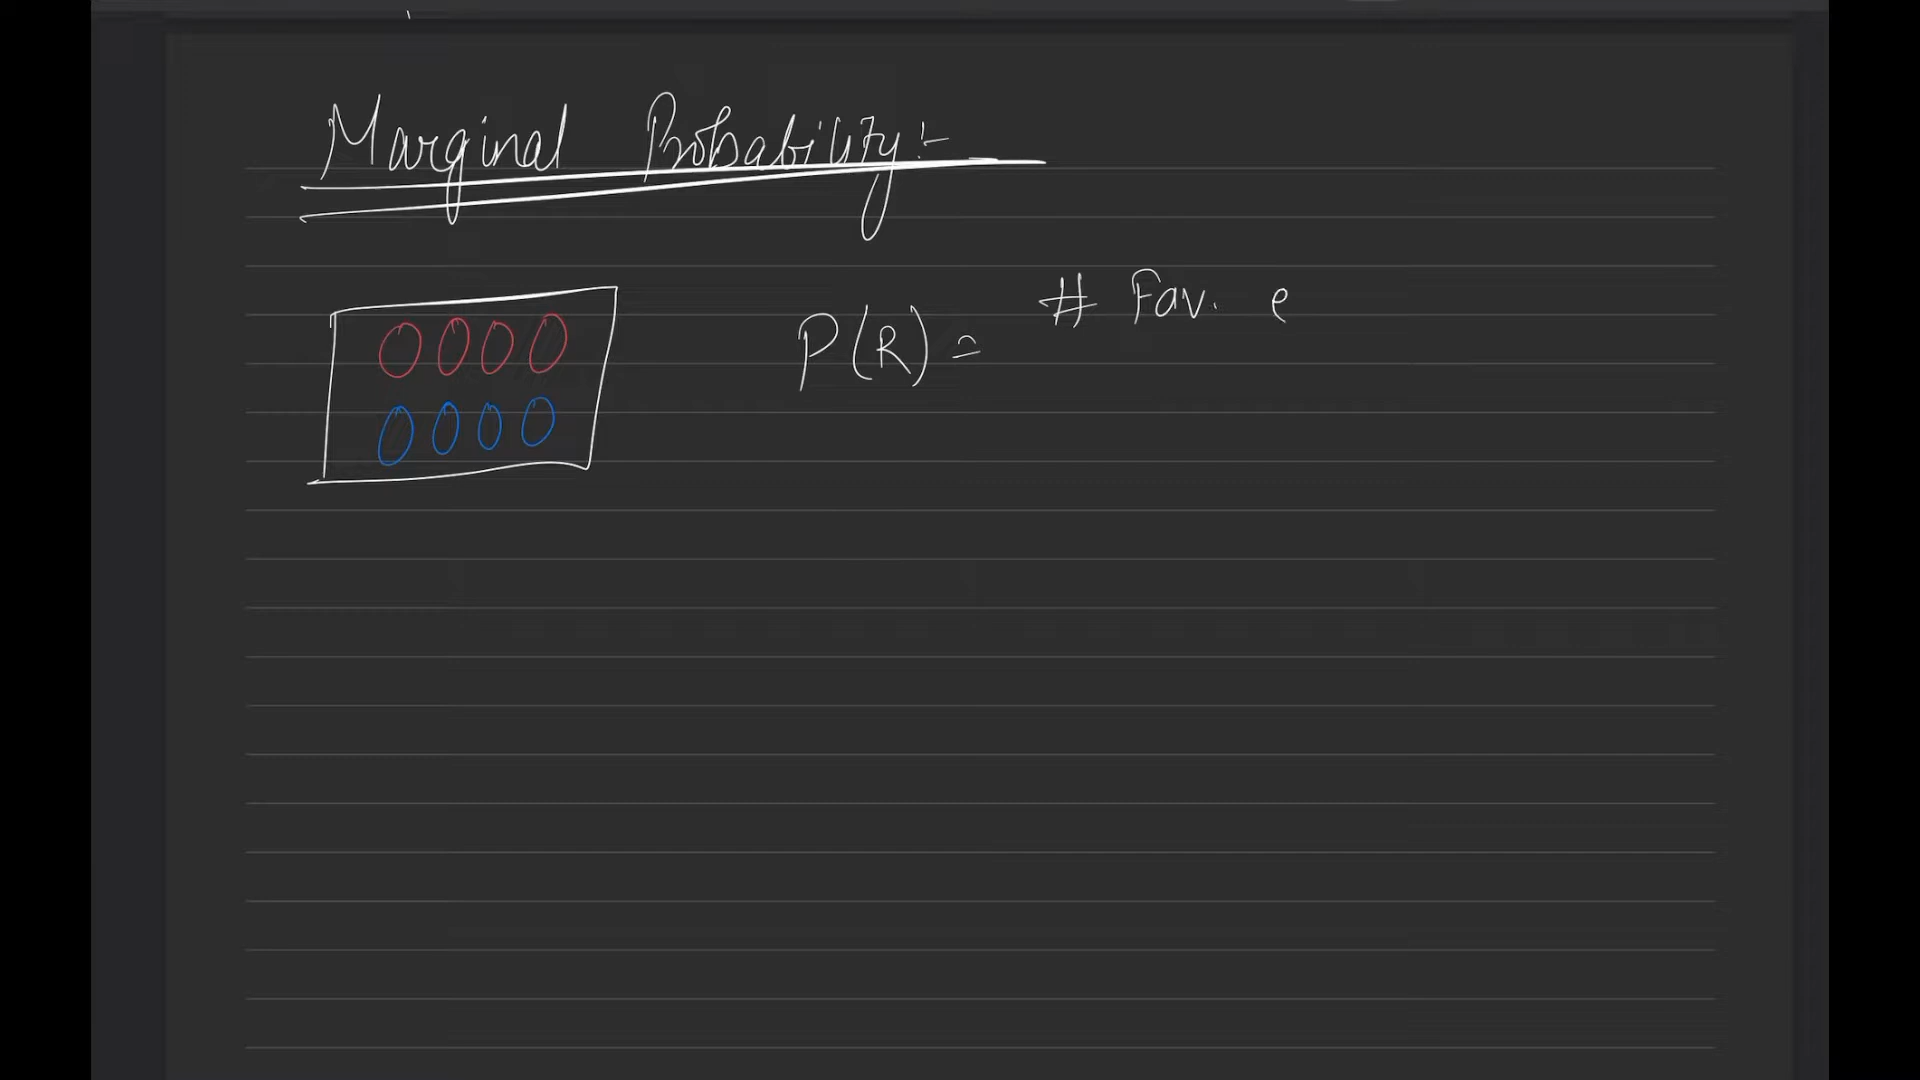 Marginal Probability:-
# Fav. e
P(R) =